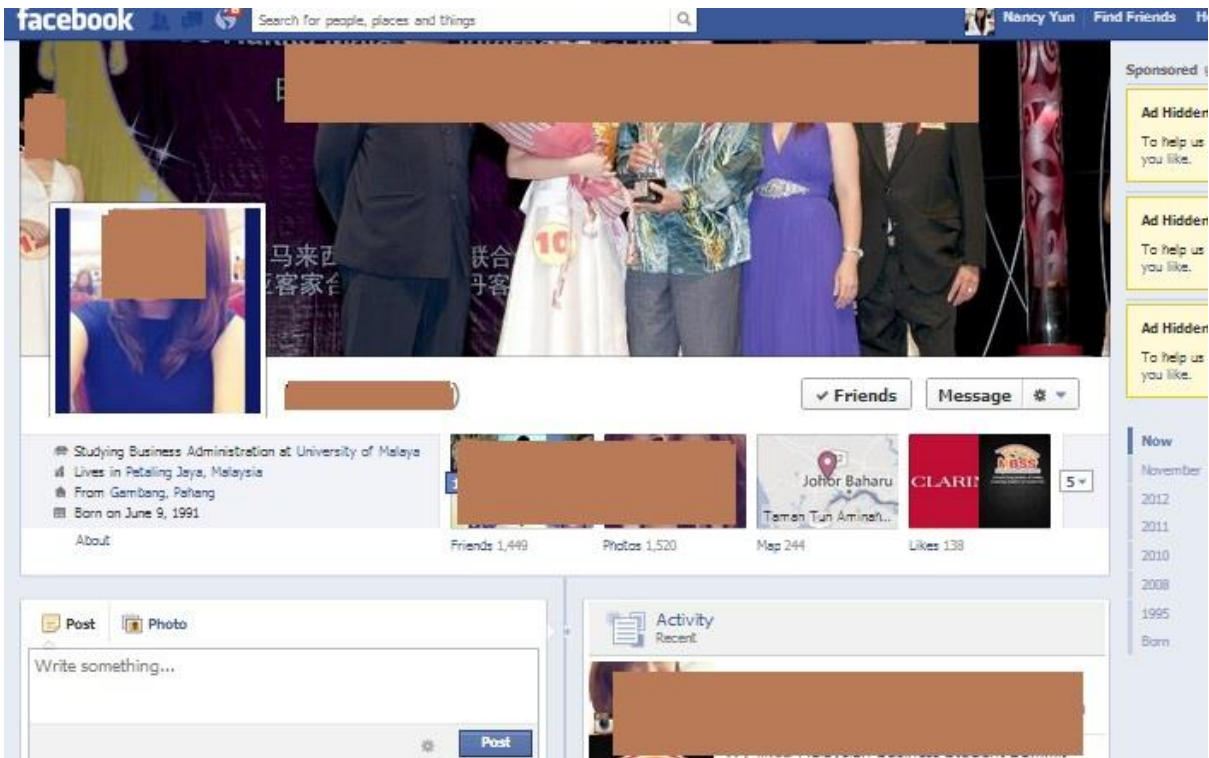 facebook
Search for people, places and things
Nancy Yun Find Friends
Sponsored
Ad Hidden
To help us
you like.
Ad Hidden
To help us
you like.
Ad Hidden
To help us
you like.
马来西
联合
客家合
丹客
10
✓ Friends
Message
Studying Business Administration at University of Malaya
Lives in Petaling Jaya, Malaysia
From Gambang, Pahang
Born on June 9, 1991
About
Johor Baharu
Taman Tun Aminah...
CLARI
MBSS
5
Friends 1,449
Photos 1,520
Map 244
Likes 138
Now
November
2012
2011
2010
2008
1995
Born
Post
Photo
Write something...
Post
Activity
Recent